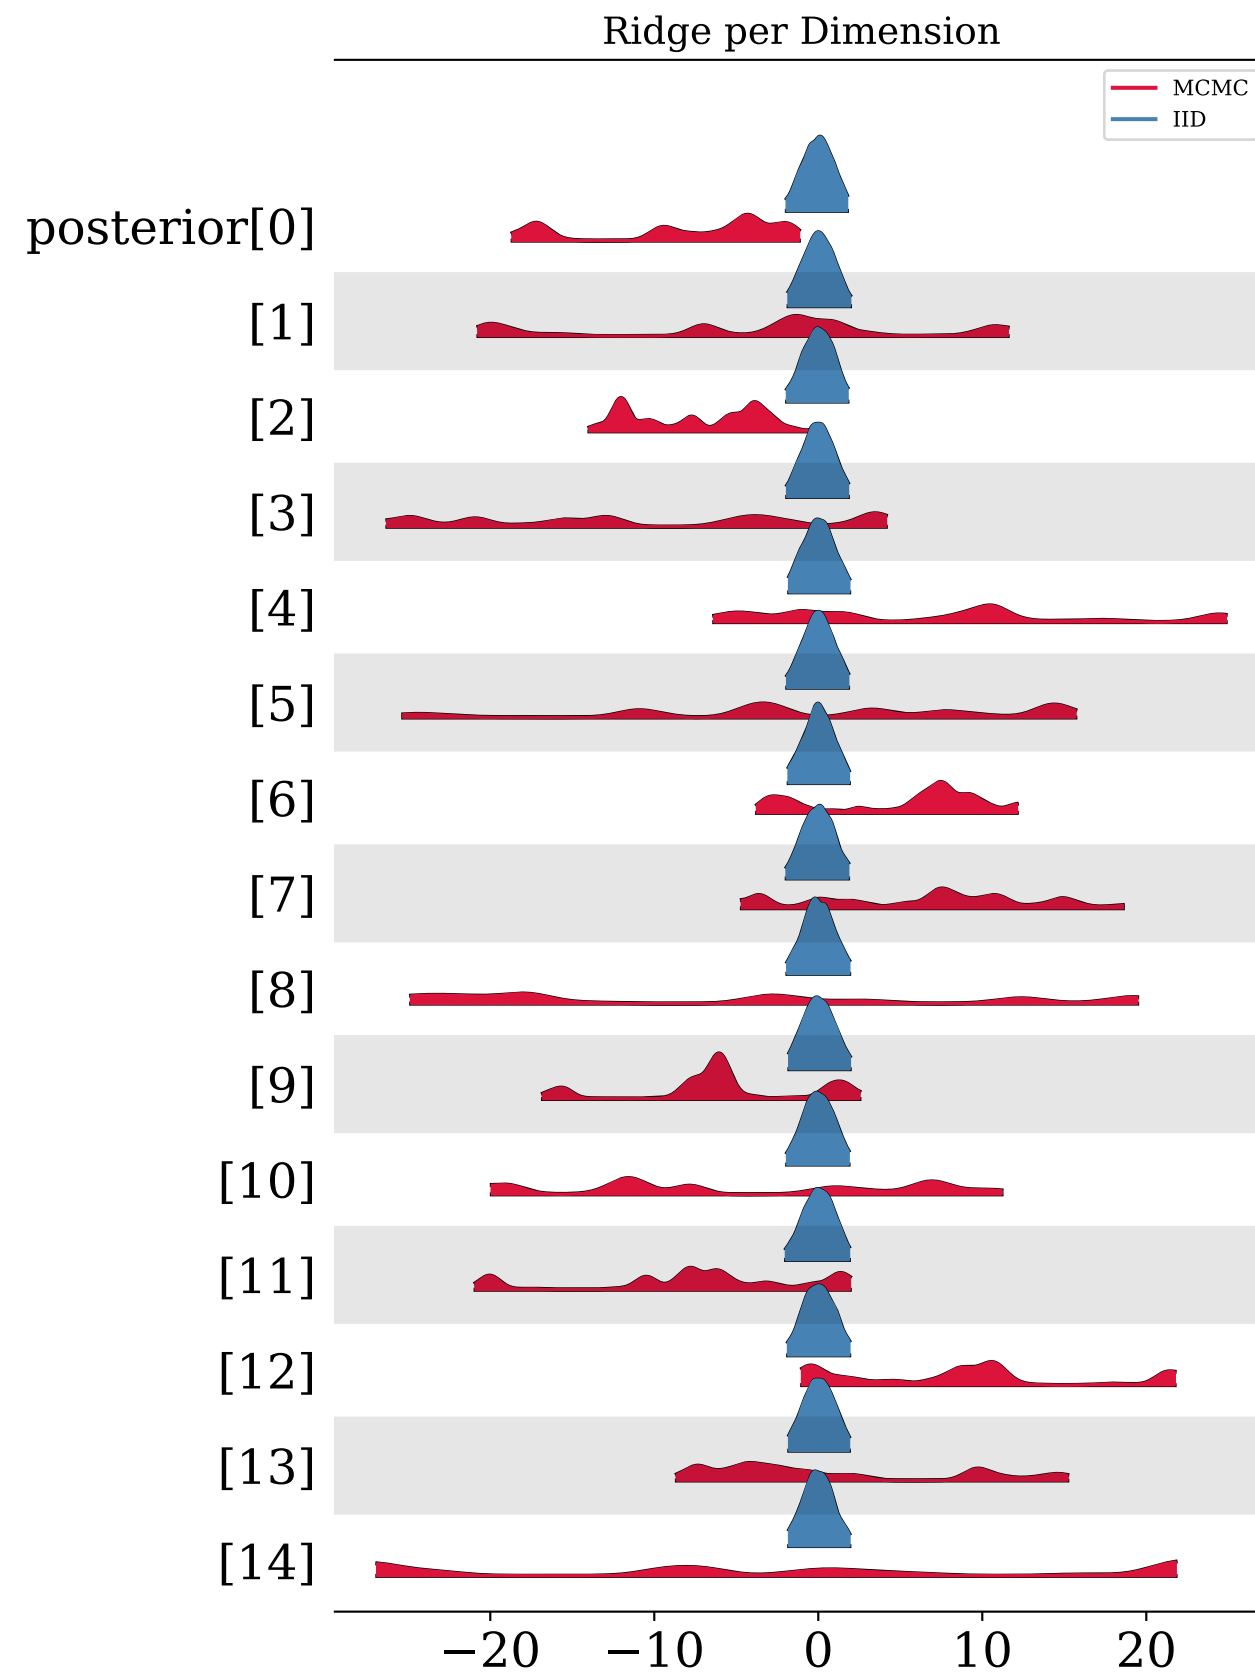 Ridge per Dimension
MCMC
IID
posterior[0]
[1]
[2]
[3]
[4]
[5]
[6]
[7]
[8]
[9]
[10]
[11]
[12]
[13]
[14]
−20 −10 0 10 20